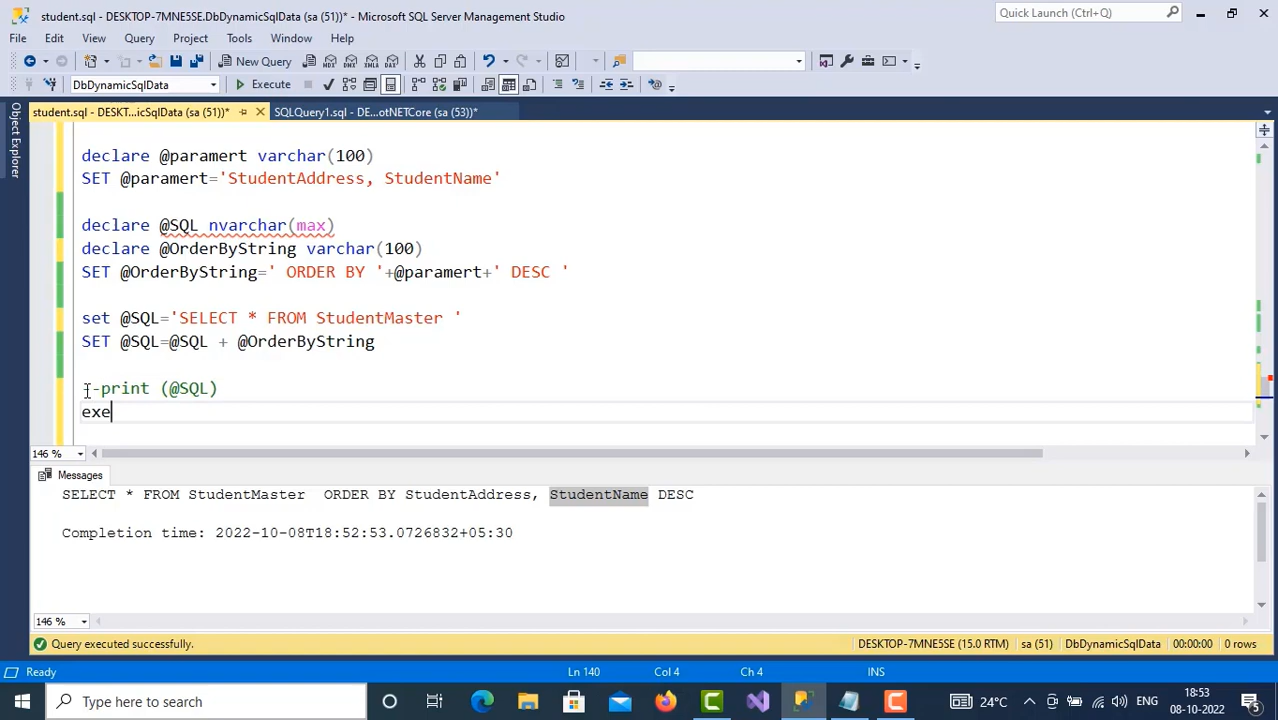 student.sql - DESKTOP-7MNE5SE.DbDynamicSqlData (sa (51))* - Microsoft SQL Server Management Studio
Quick Launch (Ctrl+Q)
File Edit View Query Project Tools Window Help
New Query
DbDynamicSqlData Execute
student.sql - DESKT...icSqlData (sa (51))* SQLQuery1.sql - DE...otNETCore (sa (53))*
Object Explorer
declare @paramert varchar(100)
SET @paramert='StudentAddress, StudentName'
declare @SQL nvarchar(max)
declare @OrderByString varchar(100)
SET @OrderByString=' ORDER BY '+@paramert+' DESC '
set @SQL='SELECT * FROM StudentMaster '
SET @SQL=@SQL + @OrderByString
--print (@SQL)
exe
146 %
Messages
SELECT * FROM StudentMaster  ORDER BY StudentAddress, StudentName DESC
Completion time: 2022-10-08T18:52:53.0726832+05:30
146 %
Query executed successfully. DESKTOP-7MNE5SE (15.0 RTM) sa (51) DbDynamicSqlData 00:00:00 0 rows
Ready Ln 140 Col 4 Ch 4 INS
Type here to search 24°C ENG 18:53
08-10-2022 5